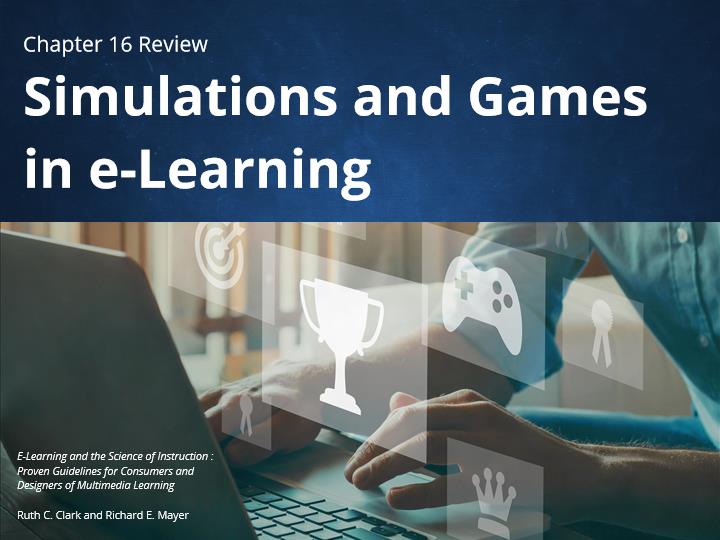 Chapter 16 Review
Simulations and Games
in e-Learning
E-Learning and the Science of Instruction :
Proven Guidelines for Consumers and
Designers of Multimedia Learning
Ruth C. Clark and Richard E. Mayer